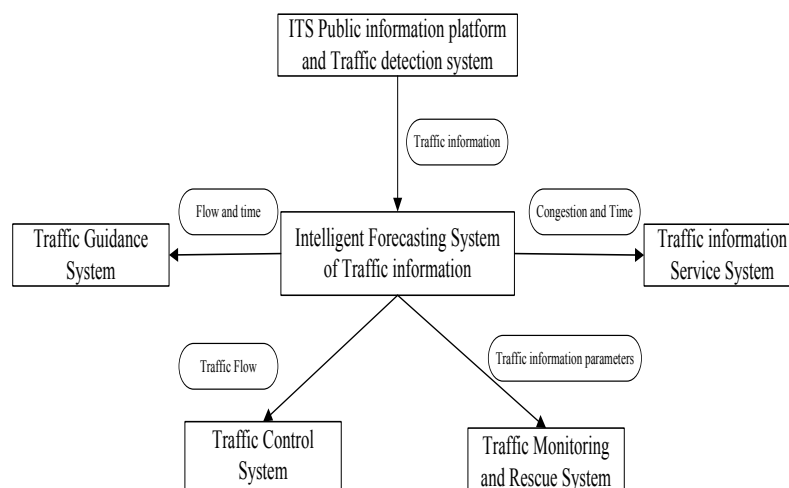 ITS Public information platform
and Traffic detection system
Traffic information
Flow and time
Congestion and Time
Traffic Guidance
System
Intelligent Forecasting System
of Traffic information
Traffic information
Service System
Traffic Flow
Traffic information parameters
Traffic Control
System
Traffic Monitoring
and Rescue System